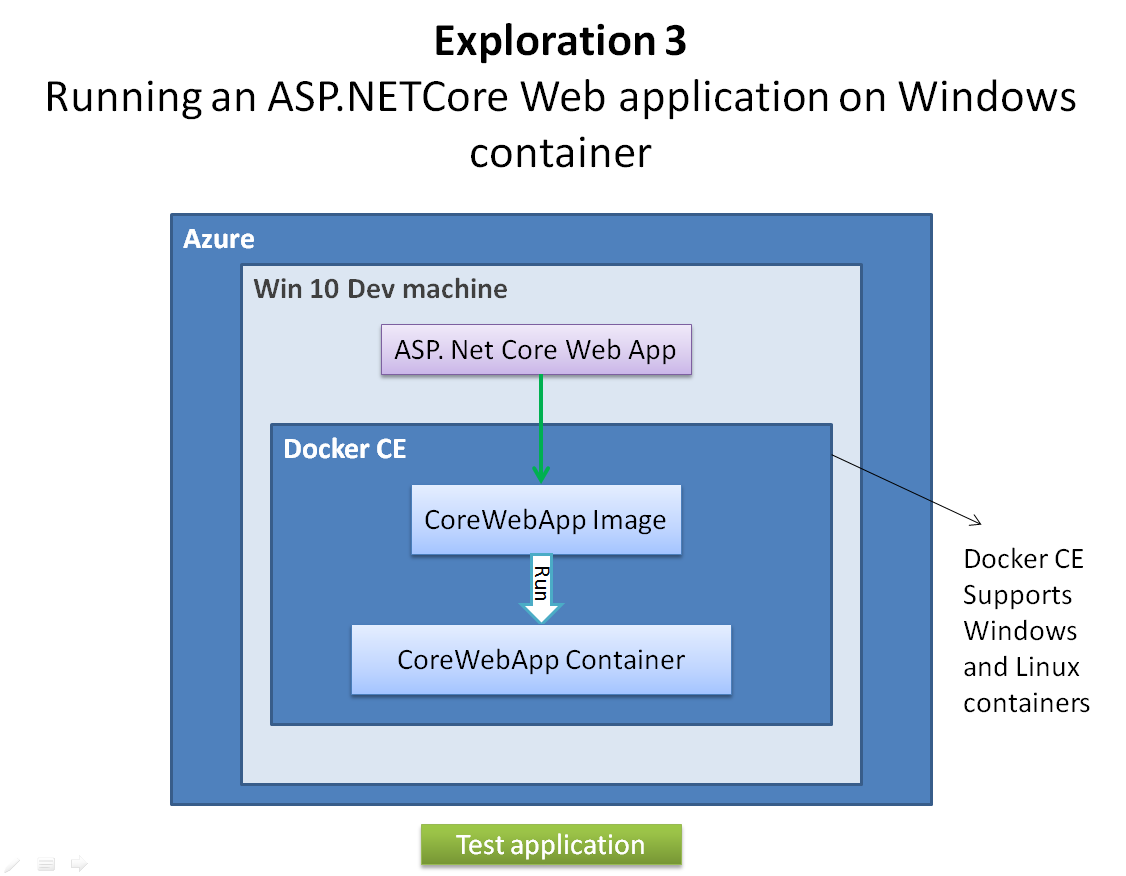 Exploration 3
Running an ASP.NETCore Web application on Windows
container
Azure
Win 10 Dev machine
ASP. Net Core Web App
Docker CE
CoreWebApp Image
Run
CoreWebApp Container
Docker CE
Supports
Windows
and Linux
containers
Test application